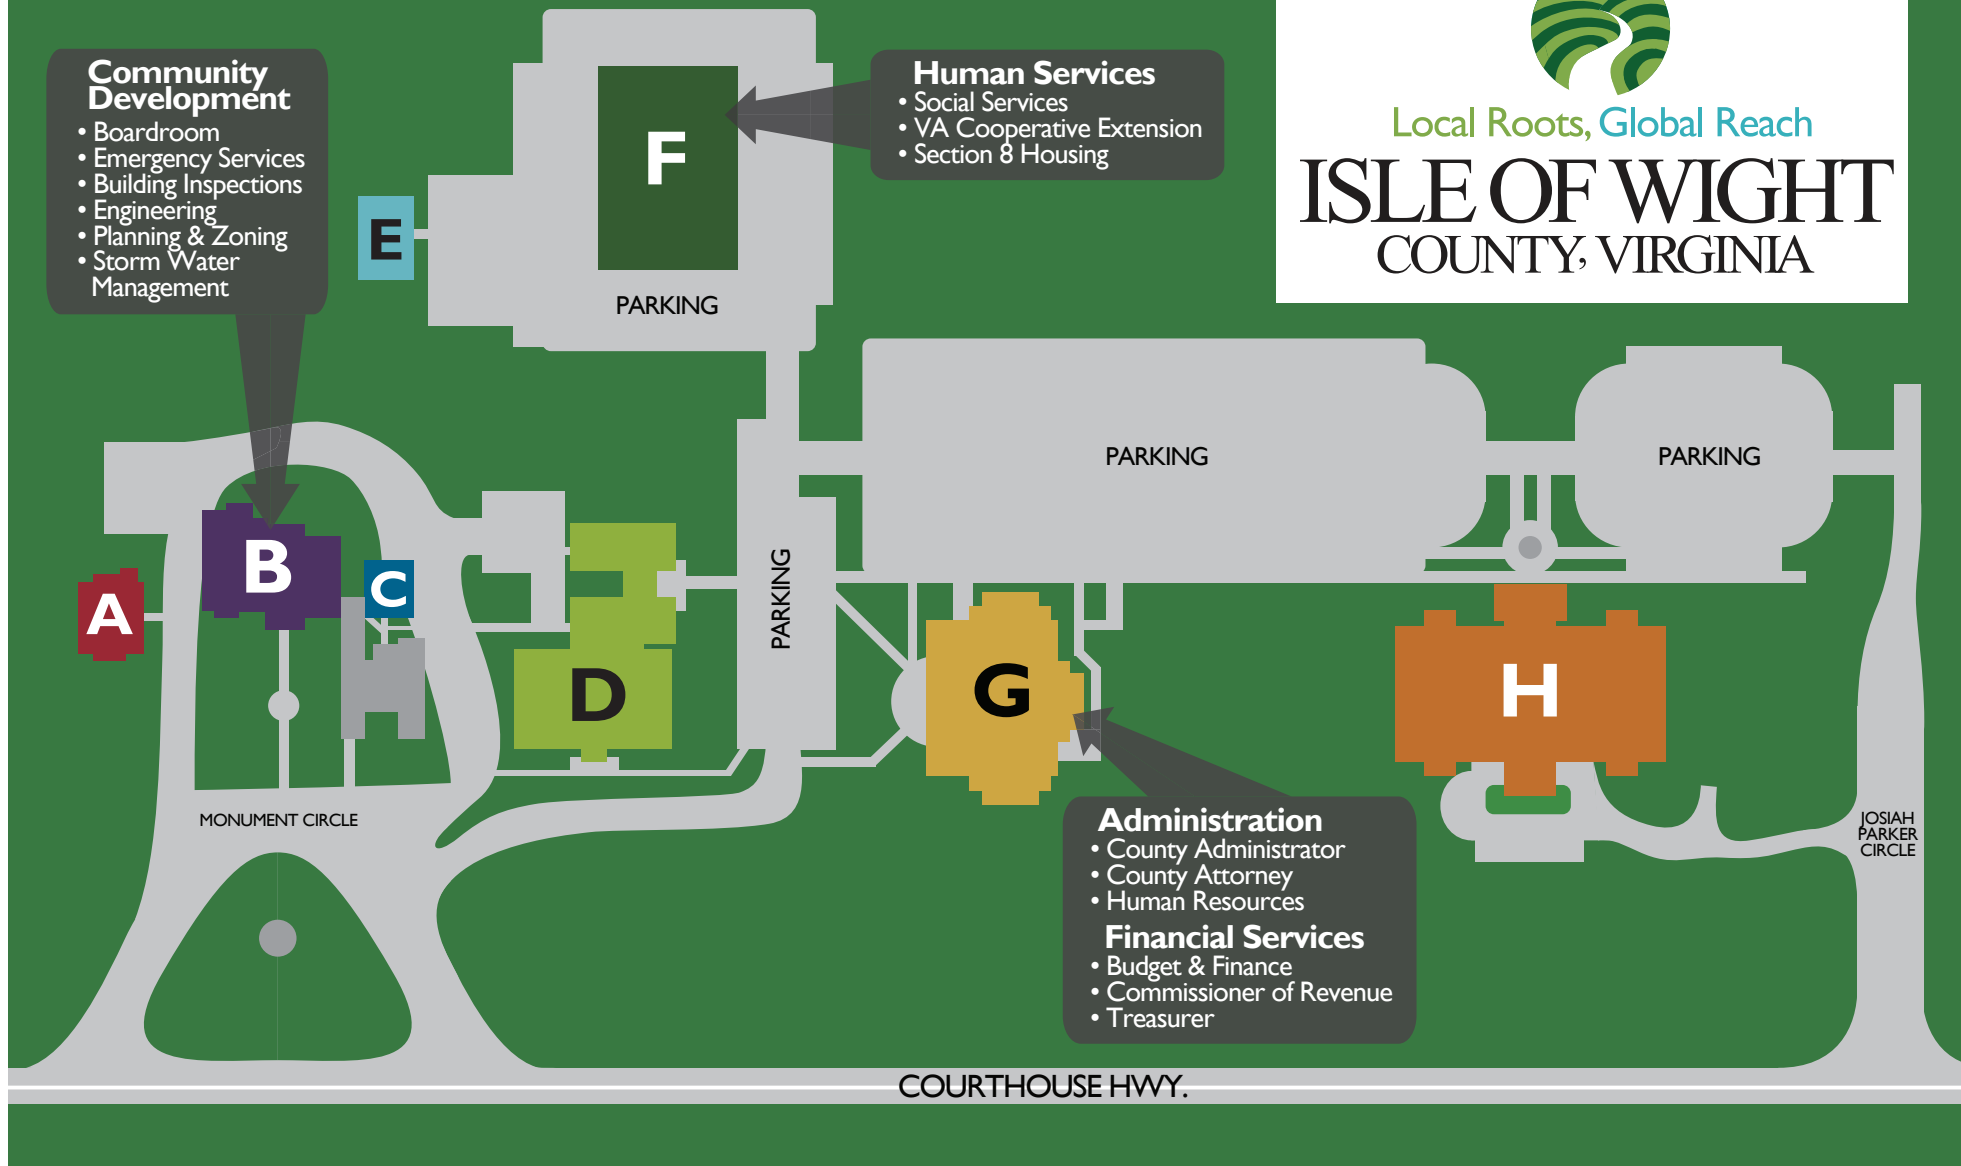 Community
Development
• Boardroom
• Emergency Services
• Building Inspections
• Engineering
• Planning & Zoning
• Storm Water
Management
Human Services
• Social Services
• VA Cooperative Extension
• Section 8 Housing
Local Roots, Global Reach
ISLE OF WIGHT
COUNTY, VIRGINIA
F
E
PARKING
PARKING
PARKING
B
C
A
PARKING
D
G
H
MONUMENT CIRCLE
JOSIAH
PARKER
CIRCLE
Administration
• County Administrator
• County Attorney
• Human Resources
Financial Services
• Budget & Finance
• Commissioner of Revenue
• Treasurer
COURTHOUSE HWY.